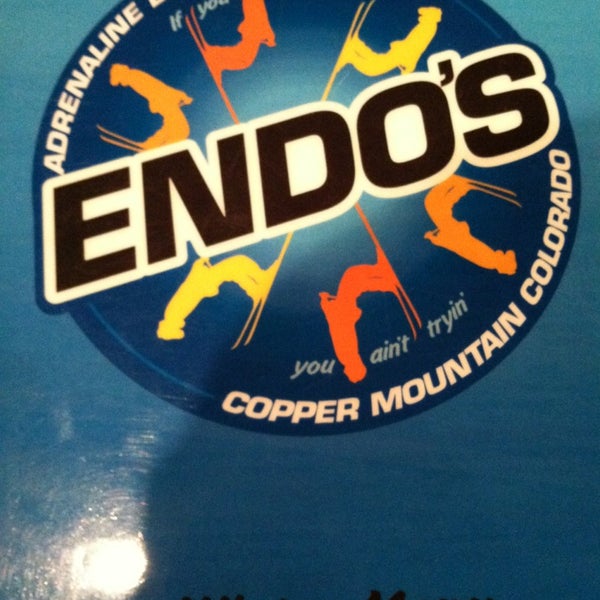 ADRENALINE
If you
ENDO'S
you ain't tryin'
COPPER MOUNTAIN COLORADO